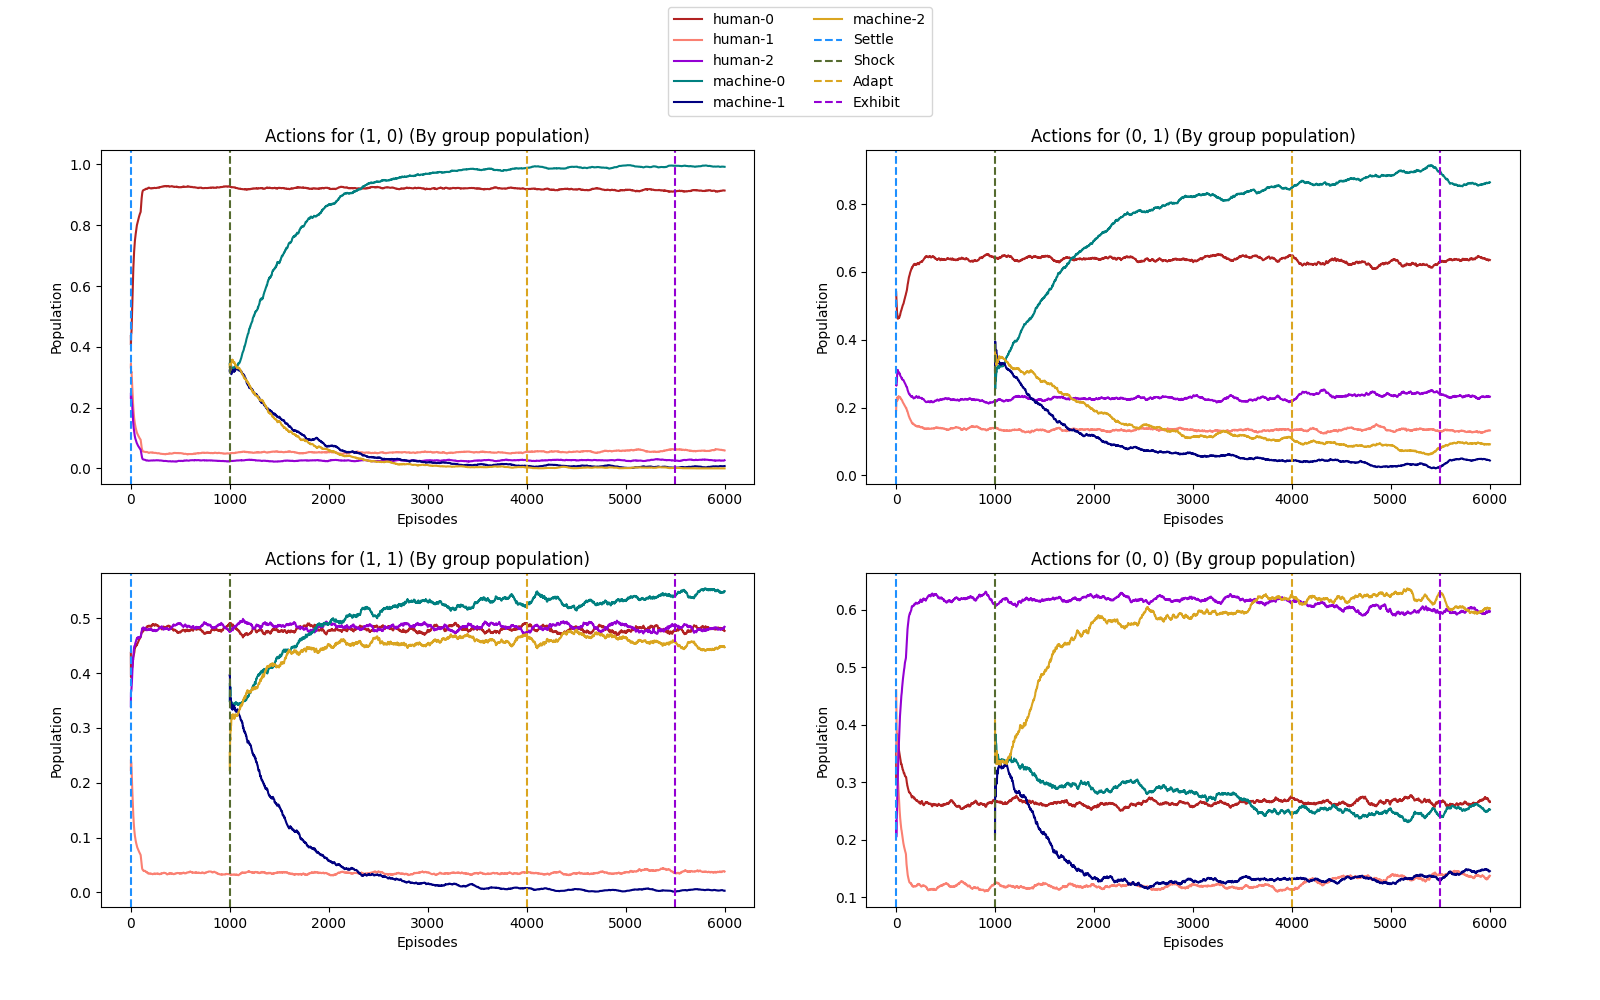 human-0
human-1
human-2
machine-0
machine-1
machine-2
Settle
Shock
Adapt
Exhibit
Actions for (1, 0) (By group population)
Population
1.0
0.8
0.6
0.4
0.2
0.0
0 1000 2000 3000 4000 5000 6000
Episodes
Actions for (0, 1) (By group population)
Population
0.8
0.6
0.4
0.2
0.0
0 1000 2000 3000 4000 5000 6000
Episodes
Actions for (1, 1) (By group population)
Population
0.5
0.4
0.3
0.2
0.1
0.0
0 1000 2000 3000 4000 5000 6000
Episodes
Actions for (0, 0) (By group population)
Population
0.6
0.5
0.4
0.3
0.2
0.1
0 1000 2000 3000 4000 5000 6000
Episodes